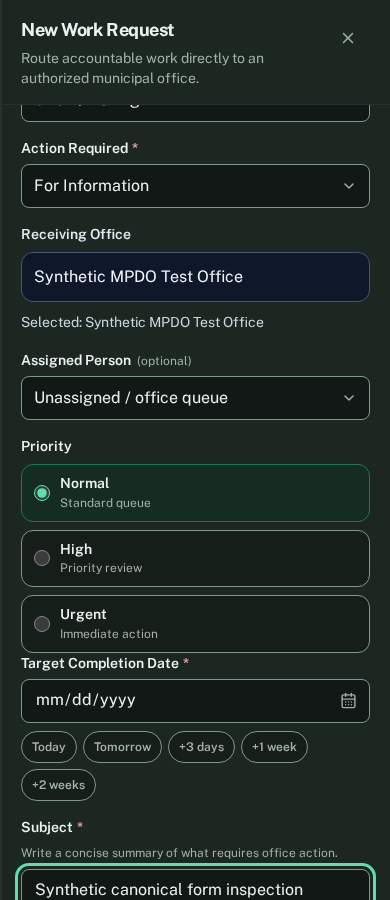 New Work Request
Route accountable work directly to an
authorized municipal office.
Action Required *
For Information
Receiving Office
Synthetic MPDO Test Office
Selected: Synthetic MPDO Test Office
Assigned Person (optional)
Unassigned / office queue
Priority
Normal
Standard queue
High
Priority review
Urgent
Immediate action
Target Completion Date *
mm/dd/yyyy
Today
Tomorrow
+3 days
+1 week
+2 weeks
Subject *
Write a concise summary of what requires office action.
Synthetic canonical form inspection